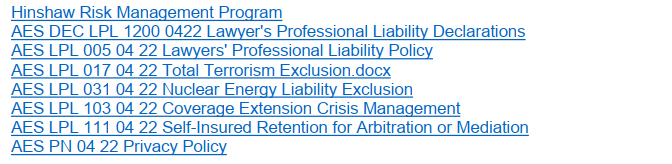 Hinshaw Risk Management Program
AES DEC LPL 1200 0422 Lawyer's Professional Liability Declarations
AES LPL 005 04 22 Lawyers' Professional Liability Policy
AES LPL 017 04 22 Total Terrorism Exclusion.docx
AES LPL 031 04 22 Nuclear Energy Liability Exclusion
AES LPL 103 04 22 Coverage Extension Crisis Management
AES LPL 111 04 22 Self-Insured Retention for Arbitration or Mediation
AES PN 04 22 Privacy Policy